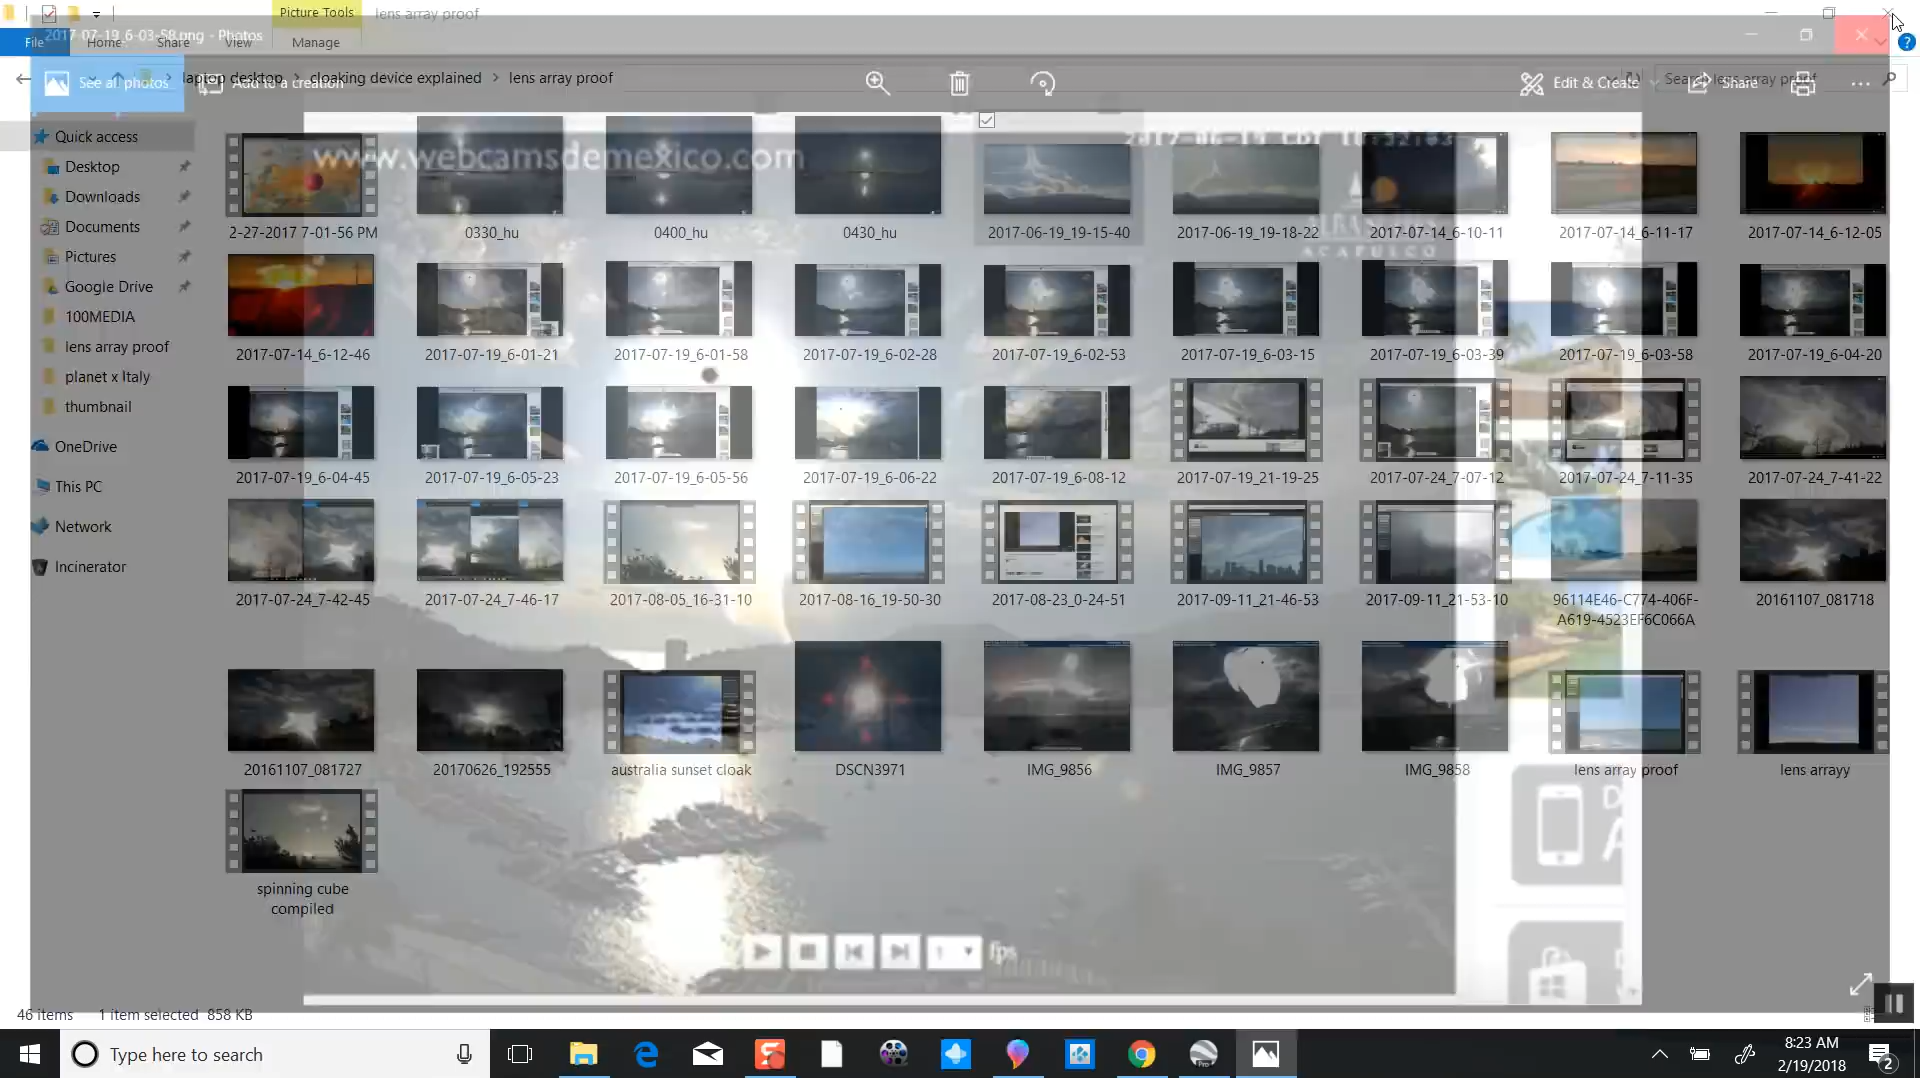 Picture Tools
lens array proof
2017-07-19_6-03-58.png - Photos
File
Home
Share
View
Manage
laptop desktop > cloaking device explained > lens array proof
Search lens array proof
See all photos
Add to a creation
Edit & Create
Share
www.webcamsdemexico.com
ACAPULCO
Quick access
Desktop
Downloads
Documents
Pictures
Google Drive
100MEDIA
lens array proof
planet x Italy
thumbnail
OneDrive
This PC
Network
Incinerator
2-27-2017 7-01-56 PM
0330_hu
0400_hu
0430_hu
2017-06-19_19-15-40
2017-06-19_19-18-22
2017-07-14_6-10-11
2017-07-14_6-11-17
2017-07-14_6-12-05
2017-07-14_6-12-46
2017-07-19_6-01-21
2017-07-19_6-01-58
2017-07-19_6-02-28
2017-07-19_6-02-53
2017-07-19_6-03-15
2017-07-19_6-03-39
2017-07-19_6-03-58
2017-07-19_6-04-20
2017-07-19_6-04-45
2017-07-19_6-05-23
2017-07-19_6-05-56
2017-07-19_6-06-22
2017-07-19_6-08-12
2017-07-19_21-19-25
2017-07-24_7-07-12
2017-07-24_7-11-35
2017-07-24_7-41-22
2017-07-24_7-42-45
2017-07-24_7-46-17
2017-08-05_16-31-10
2017-08-16_19-50-30
2017-08-23_0-24-51
2017-09-11_21-46-53
2017-09-11_21-53-10
96114E46-C774-406F-
A619-4523EF6C066A
20161107_081718
20161107_081727
20170626_192555
australia sunset cloak
DSCN3971
IMG_9856
IMG_9857
IMG_9858
lens array proof
lens arrayy
spinning cube
compiled
1
fps
46 items
1 item selected 858 KB
Type here to search
8:23 AM
2/19/2018
2